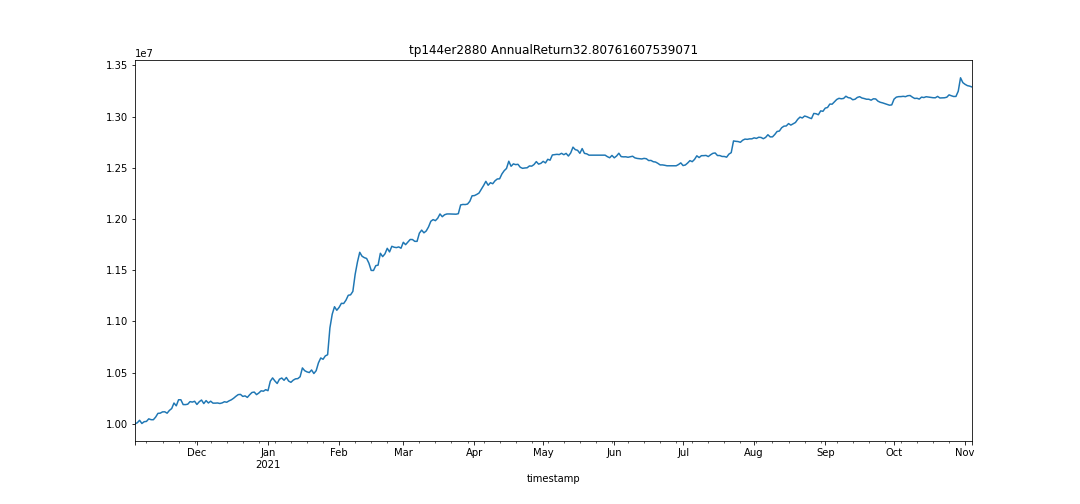 tp144er2880 AnnualReturn32.80761607539071
1e7
1.35
1.30
1.25
1.20
1.15
1.10
1.05
1.00
Dec Jan Feb Mar Apr May Jun Jul Aug Sep Oct Nov
2021
timestamp